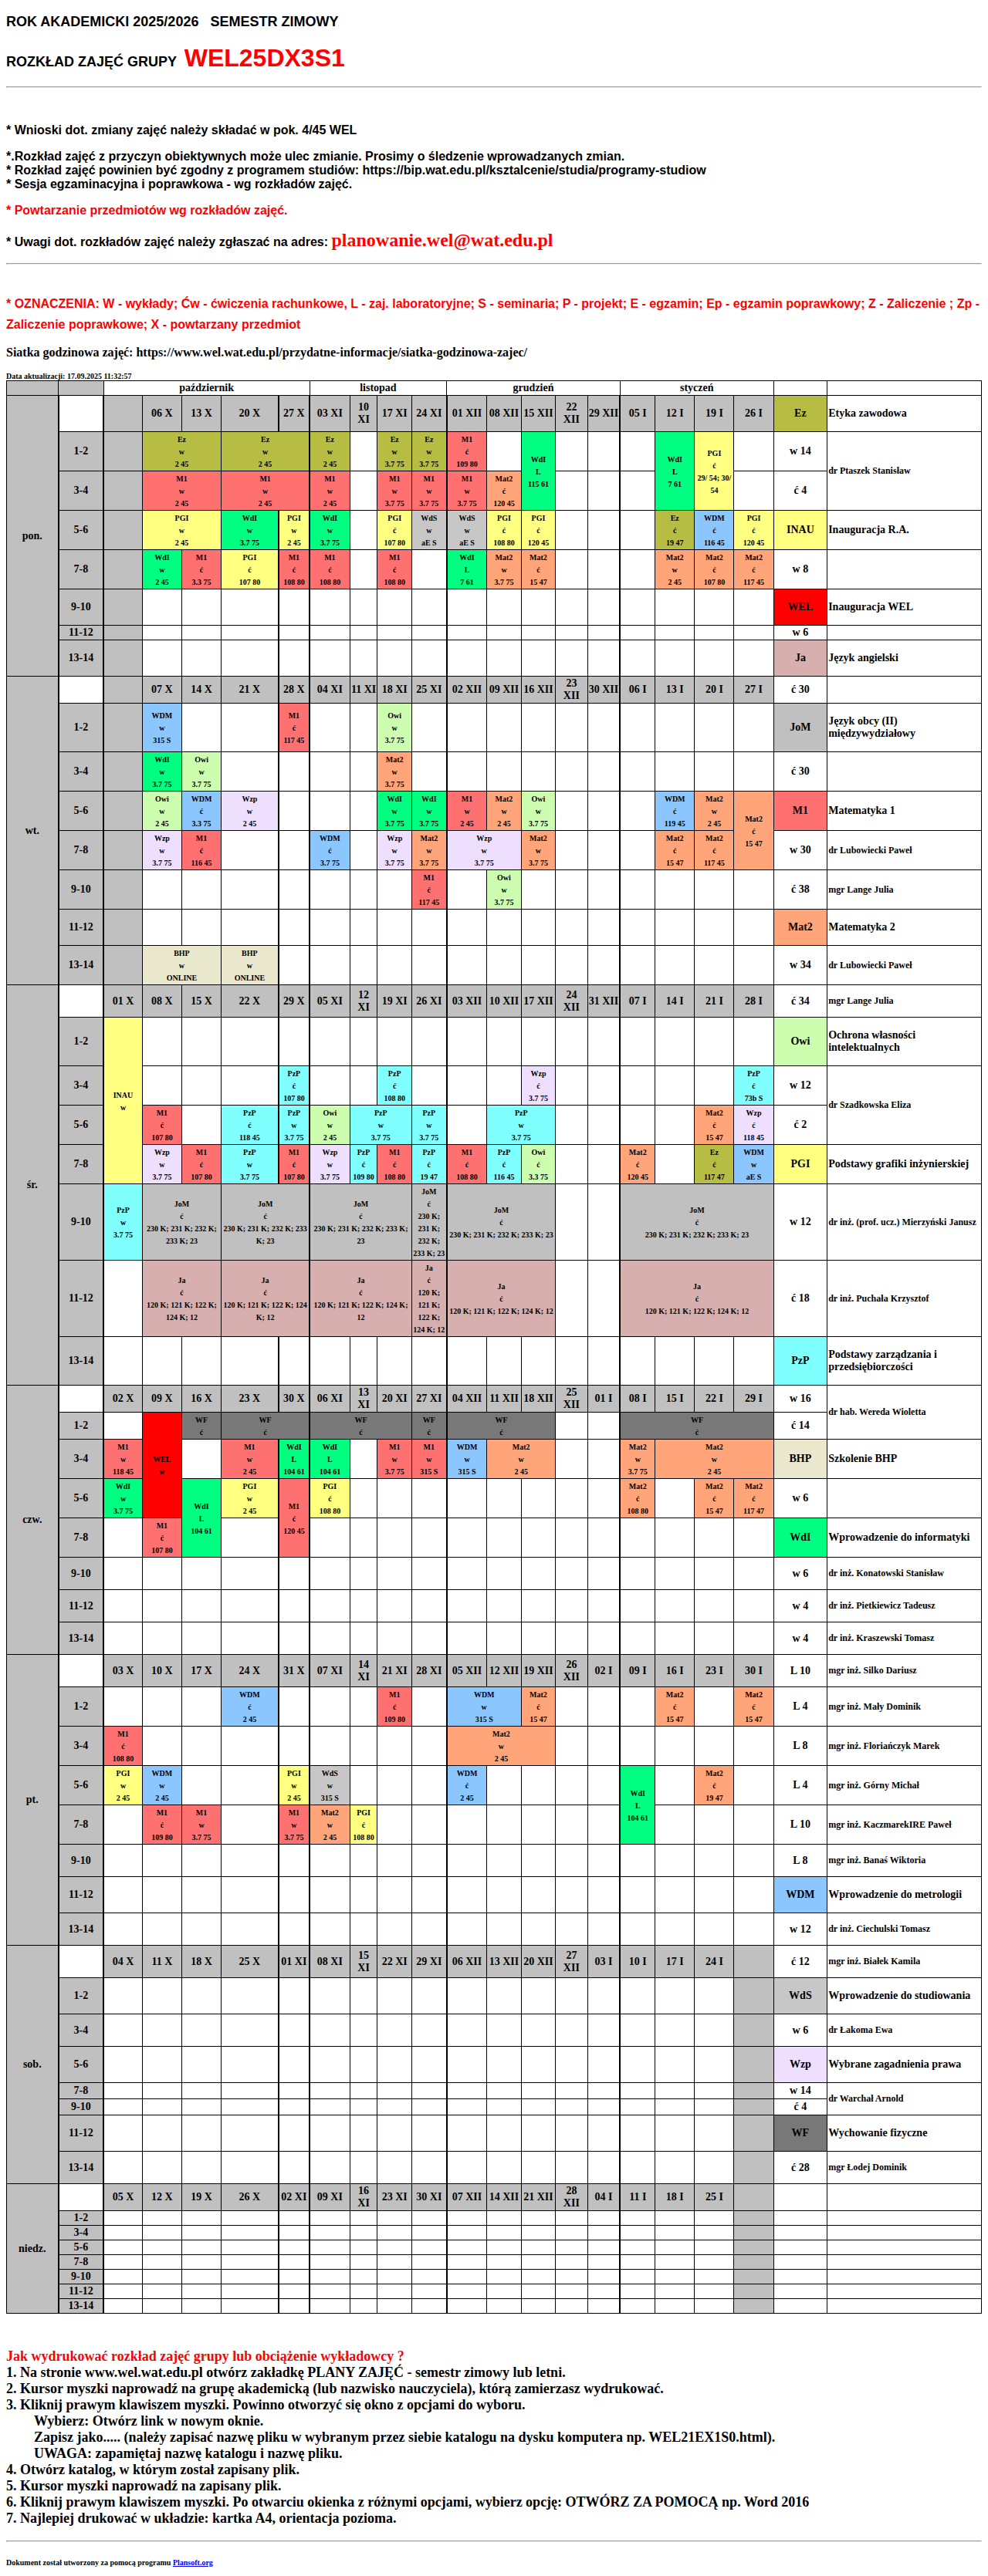 ROK AKADEMICKI 2025/2026 SEMESTR ZIMOWY
ROZKŁAD ZAJĘĆ GRUPY WEL25DX3S1
* Wnioski dot. zmiany zajęć należy składać w pok. 4/45 WEL
*.Rozkład zajęć z przyczyn obiektywnych może ulec zmianie. Prosimy o śledzenie wprowadzanych zmian.
* Rozkład zajęć powinien być zgodny z programem studiów: https://bip.wat.edu.pl/ksztalcenie/studia/programy-studiow
* Sesja egzaminacyjna i poprawkowa - wg rozkładów zajęć.
* Powtarzanie przedmiotów wg rozkładów zajęć.
* Uwagi dot. rozkładów zajęć należy zgłaszać na adres: planowanie.wel@wat.edu.pl
* OZNACZENIA: W - wykłady; Ćw - ćwiczenia rachunkowe, L - zaj. laboratoryjne; S - seminaria; P - projekt; E - egzamin; Ep - egzamin poprawkowy; Z - Zaliczenie ; Zp -
Zaliczenie poprawkowe; X - powtarzany przedmiot
Siatka godzinowa zajęć: https://www.wel.wat.edu.pl/przydatne-informacje/siatka-godzinowa-zajec/
Data aktualizacji: 17.09.2025 11:32:57
październik listopad grudzień styczeń
pon. 06 X 13 X 20 X 27 X 03 XI 10 XI 17 XI 24 XI 01 XII 08 XII 15 XII 22 XII 29 XII 05 I 12 I 19 I 26 I Ez Etyka zawodowa
1-2 Ez w 2 45 Ez w 2 45 Ez w 2 45 Ez w 3.7 75 Ez w 3.7 75 M1 ć 109 80 WdI L 115 61 WdI L 7 61 PGI ć 29/ 54; 30/ 54 w 14 dr Ptaszek Stanisław
3-4 M1 w 2 45 M1 w 2 45 M1 w 2 45 M1 w 3.7 75 M1 w 3.7 75 M1 w 3.7 75 Mat2 ć 120 45 ć 4
5-6 PGI w 2 45 WdI w 3.7 75 PGI w 2 45 WdI w 3.7 75 PGI ć 107 80 WdS w aE S WdS w aE S PGI ć 108 80 PGI ć 120 45 Ez ć 19 47 WDM ć 116 45 PGI ć 120 45 INAU Inauguracja R.A.
7-8 WdI w 2 45 M1 ć 3.3 75 PGI ć 107 80 M1 ć 108 80 M1 ć 108 80 M1 ć 108 80 WdI L 7 61 Mat2 w 3.7 75 Mat2 ć 15 47 Mat2 w 2 45 Mat2 ć 107 80 Mat2 ć 117 45 w 8
9-10 WEL Inauguracja WEL
11-12 w 6
13-14 Ja Język angielski
wt. 07 X 14 X 21 X 28 X 04 XI 11 XI 18 XI 25 XI 02 XII 09 XII 16 XII 23 XII 30 XII 06 I 13 I 20 I 27 I ć 30
1-2 WDM w 315 S M1 ć 117 45 Owi w 3.7 75 JoM Język obcy (II) międzywydziałowy
3-4 WdI w 3.7 75 Owi w 3.7 75 Mat2 w 3.7 75 ć 30
5-6 Owi w 2 45 WDM ć 3.3 75 Wzp w 2 45 WdI w 3.7 75 WdI w 3.7 75 M1 w 2 45 Mat2 w 2 45 Owi w 3.7 75 WDM ć 119 45 Mat2 w 2 45 Mat2 ć 15 47 M1 Matematyka 1
7-8 Wzp w 3.7 75 M1 ć 116 45 WDM ć 3.7 75 Wzp w 3.7 75 Mat2 w 3.7 75 Wzp w 3.7 75 Mat2 w 3.7 75 Mat2 ć 15 47 Mat2 ć 117 45 w 30 dr Lubowiecki Paweł
9-10 M1 ć 117 45 Owi w 3.7 75 ć 38 mgr Lange Julia
11-12 Mat2 Matematyka 2
13-14 BHP w ONLINE BHP w ONLINE w 34 dr Lubowiecki Paweł
śr. 01 X 08 X 15 X 22 X 29 X 05 XI 12 XI 19 XI 26 XI 03 XII 10 XII 17 XII 24 XII 31 XII 07 I 14 I 21 I 28 I ć 34 mgr Lange Julia
1-2 INAU w Owi Ochrona własności intelektualnych
3-4 PzP ć 107 80 PzP ć 108 80 Wzp ć 3.7 75 PzP ć 73b S w 12 dr Szadkowska Eliza
5-6 M1 ć 107 80 PzP ć 118 45 PzP w 3.7 75 Owi w 2 45 PzP w 3.7 75 PzP w 3.7 75 PzP w 3.7 75 Mat2 ć 15 47 Wzp ć 118 45 ć 2
7-8 Wzp w 3.7 75 M1 ć 107 80 PzP w 3.7 75 M1 ć 107 80 Wzp w 3.7 75 PzP ć 109 80 M1 ć 108 80 PzP ć 19 47 M1 ć 108 80 PzP ć 116 45 Owi ć 3.3 75 Mat2 ć 120 45 Ez ć 117 47 WDM w aE S PGI Podstawy grafiki inżynierskiej
9-10 PzP w 3.7 75 JoM ć 230 K; 231 K; 232 K; 233 K; 23 JoM ć 230 K; 231 K; 232 K; 233 K; 23 JoM ć 230 K; 231 K; 232 K; 233 K; 23 JoM ć 230 K; 231 K; 232 K; 233 K; 23 JoM ć 230 K; 231 K; 232 K; 233 K; 23 JoM ć 230 K; 231 K; 232 K; 233 K; 23 w 12 dr inż. (prof. ucz.) Mierzyński Janusz
11-12 Ja ć 120 K; 121 K; 122 K; 124 K; 12 Ja ć 120 K; 121 K; 122 K; 124 K; 12 Ja ć 120 K; 121 K; 122 K; 124 K; 12 Ja ć 120 K; 121 K; 122 K; 124 K; 12 Ja ć 120 K; 121 K; 122 K; 124 K; 12 Ja ć 120 K; 121 K; 122 K; 124 K; 12 ć 18 dr inż. Puchała Krzysztof
13-14 PzP Podstawy zarządzania i przedsiębiorczości
czw. 02 X 09 X 16 X 23 X 30 X 06 XI 13 XI 20 XI 27 XI 04 XII 11 XII 18 XII 25 XII 01 I 08 I 15 I 22 I 29 I w 16 dr hab. Wereda Wioletta
1-2 WEL w WF ć WF ć WF ć WF ć WF ć WF ć ć 14
3-4 M1 w 118 45 M1 w 2 45 WdI L 104 61 WdI L 104 61 M1 w 3.7 75 M1 w 315 S WDM w 315 S Mat2 w 2 45 Mat2 w 3.7 75 Mat2 w 2 45 BHP Szkolenie BHP
5-6 WdI w 3.7 75 WdI L 104 61 PGI w 2 45 M1 ć 120 45 PGI ć 108 80 Mat2 ć 108 80 Mat2 ć 15 47 Mat2 ć 117 47 w 6
7-8 M1 ć 107 80 WdI Wprowadzenie do informatyki
9-10 w 6 dr inż. Konatowski Stanisław
11-12 w 4 dr inż. Pietkiewicz Tadeusz
13-14 w 4 dr inż. Kraszewski Tomasz
pt. 03 X 10 X 17 X 24 X 31 X 07 XI 14 XI 21 XI 28 XI 05 XII 12 XII 19 XII 26 XII 02 I 09 I 16 I 23 I 30 I L 10 mgr inż. Silko Dariusz
1-2 WDM ć 2 45 M1 ć 109 80 WDM w 315 S Mat2 ć 15 47 Mat2 ć 15 47 Mat2 ć 15 47 L 4 mgr inż. Mały Dominik
3-4 M1 ć 108 80 Mat2 w 2 45 L 8 mgr inż. Floriańczyk Marek
5-6 PGI w 2 45 WDM w 2 45 PGI w 2 45 WdS w 315 S WDM ć 2 45 WdI L 104 61 Mat2 ć 19 47 L 4 mgr inż. Górny Michał
7-8 M1 ć 109 80 M1 w 3.7 75 M1 w 3.7 75 Mat2 w 2 45 PGI ć 108 80 L 10 mgr inż. KaczmarekIRE Paweł
9-10 L 8 mgr inż. Banaś Wiktoria
11-12 WDM Wprowadzenie do metrologii
13-14 w 12 dr inż. Ciechulski Tomasz
sob. 04 X 11 X 18 X 25 X 01 XI 08 XI 15 XI 22 XI 29 XI 06 XII 13 XII 20 XII 27 XII 03 I 10 I 17 I 24 I ć 12 mgr inż. Białek Kamila
1-2 WdS Wprowadzenie do studiowania
3-4 w 6 dr Łakoma Ewa
5-6 Wzp Wybrane zagadnienia prawa
7-8 w 14 dr Warchał Arnold
9-10 ć 4
11-12 WF Wychowanie fizyczne
13-14 ć 28 mgr Łodej Dominik
niedz. 05 X 12 X 19 X 26 X 02 XI 09 XI 16 XI 23 XI 30 XI 07 XII 14 XII 21 XII 28 XII 04 I 11 I 18 I 25 I
1-2
3-4
5-6
7-8
9-10
11-12
13-14
Jak wydrukować rozkład zajęć grupy lub obciążenie wykładowcy ?
1. Na stronie www.wel.wat.edu.pl otwórz zakładkę PLANY ZAJĘĆ - semestr zimowy lub letni.
2. Kursor myszki naprowadź na grupę akademicką (lub nazwisko nauczyciela), którą zamierzasz wydrukować.
3. Kliknij prawym klawiszem myszki. Powinno otworzyć się okno z opcjami do wyboru.
Wybierz: Otwórz link w nowym oknie.
Zapisz jako..... (należy zapisać nazwę pliku w wybranym przez siebie katalogu na dysku komputera np. WEL21EX1S0.html).
UWAGA: zapamiętaj nazwę katalogu i nazwę pliku.
4. Otwórz katalog, w którym został zapisany plik.
5. Kursor myszki naprowadź na zapisany plik.
6. Kliknij prawym klawiszem myszki. Po otwarciu okienka z różnymi opcjami, wybierz opcję: OTWÓRZ ZA POMOCĄ np. Word 2016
7. Najlepiej drukować w układzie: kartka A4, orientacja pozioma.
Dokument został utworzony za pomocą programu Plansoft.org